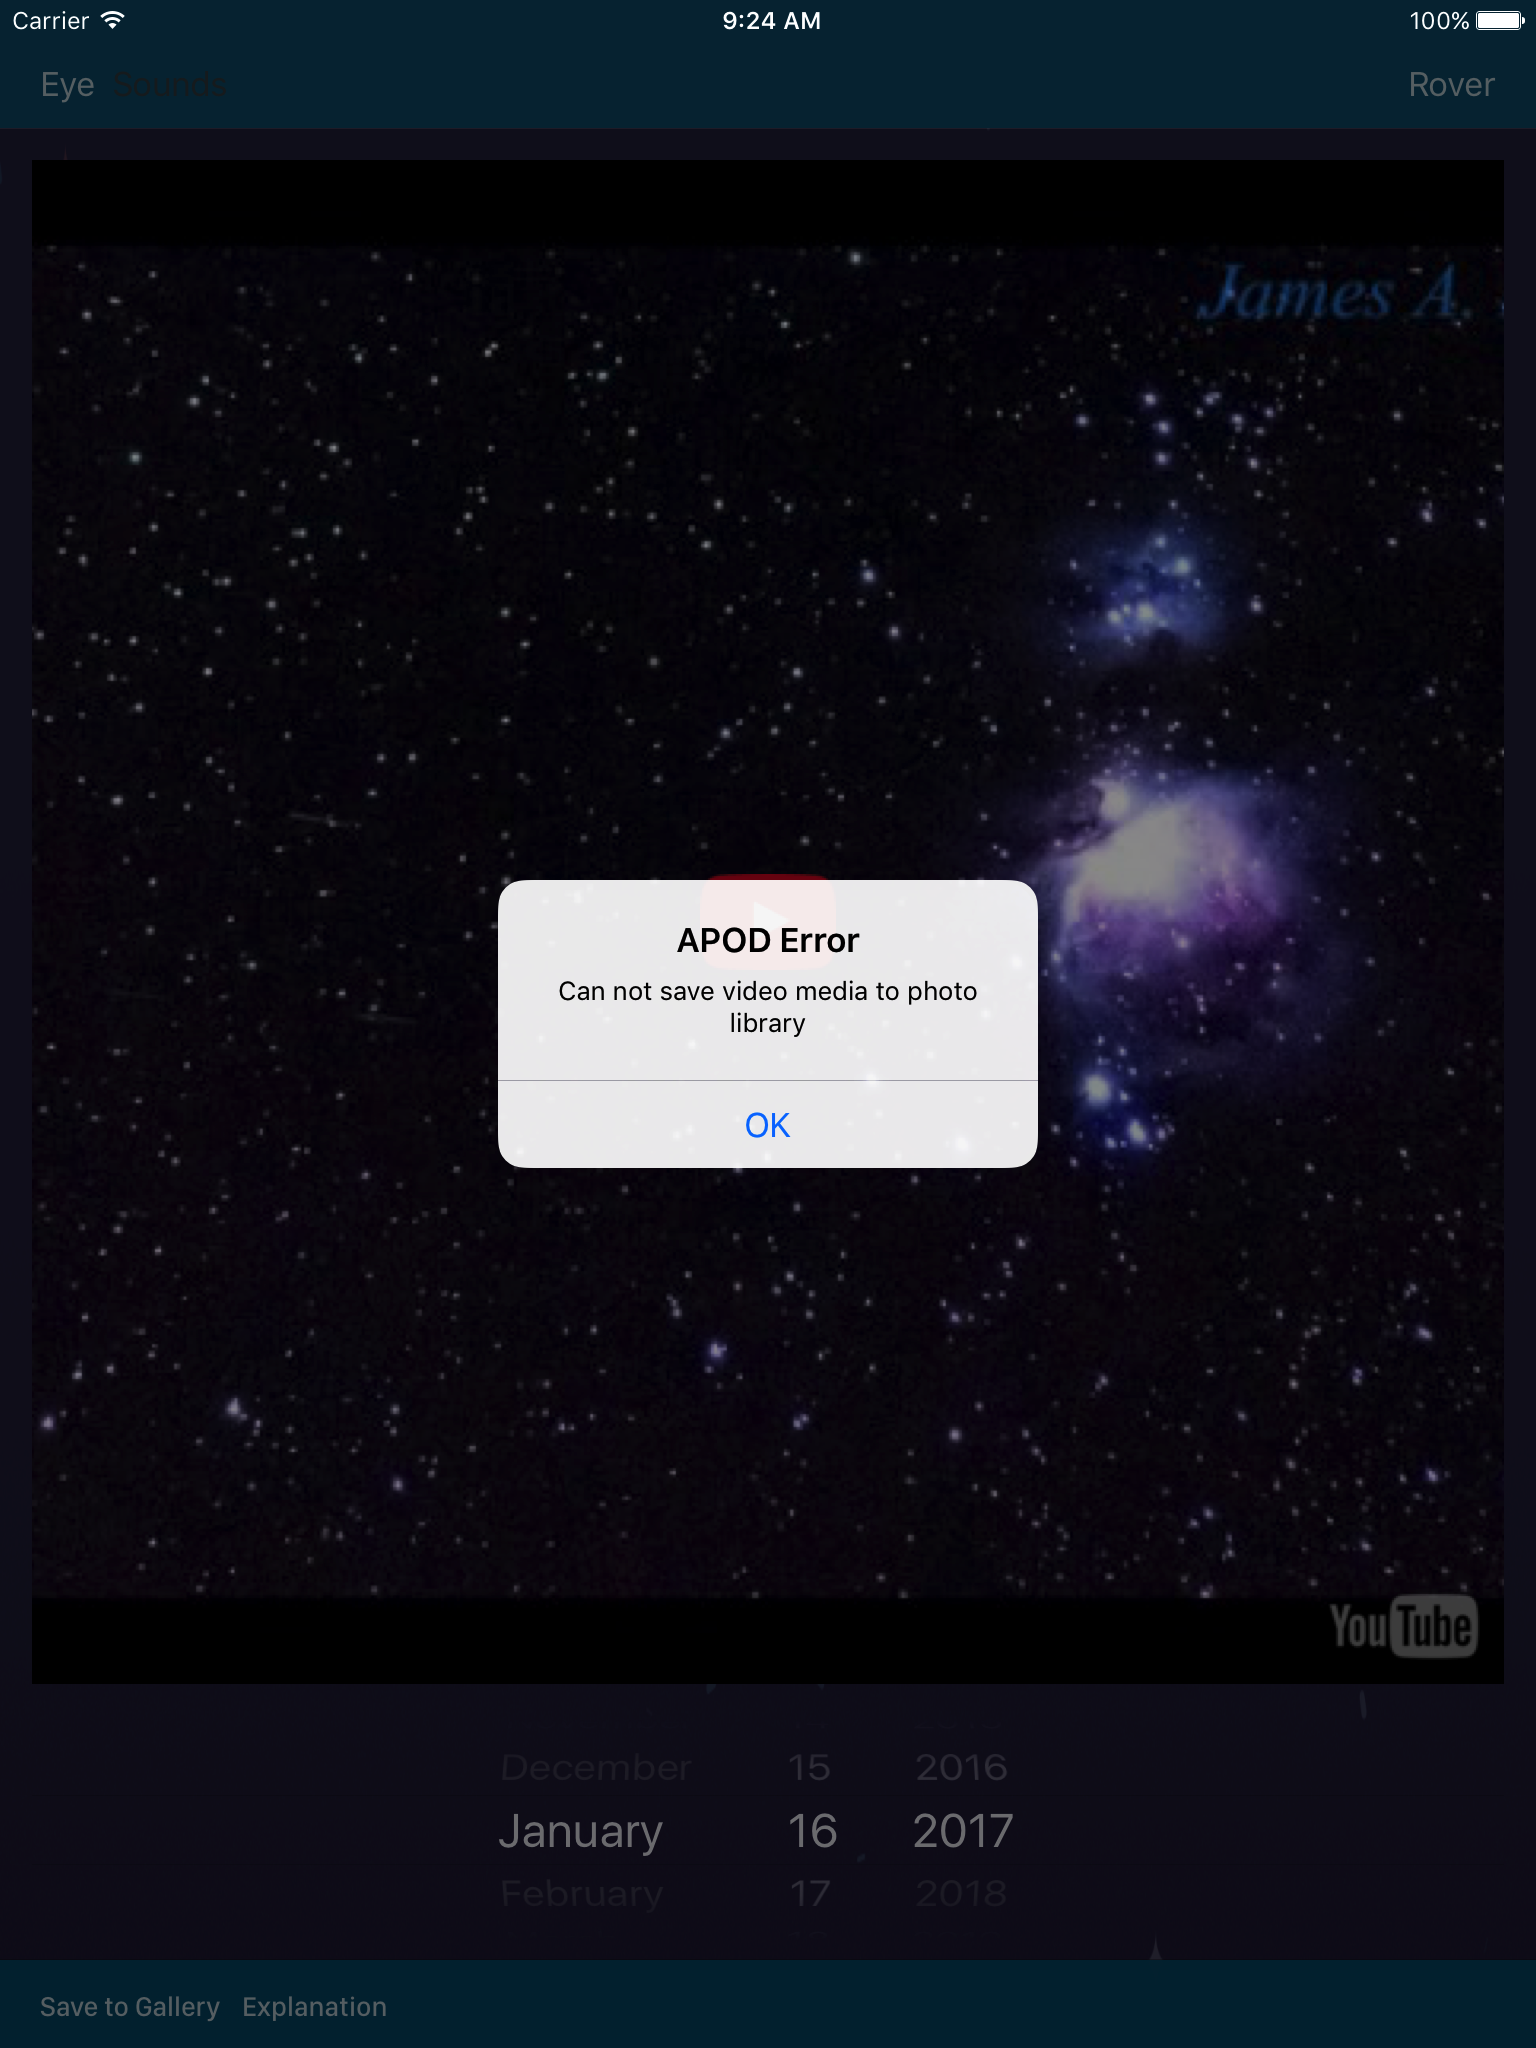 Carrier 9:24 AM 100%
Eye Sounds Rover
James A.
APOD Error
Can not save video media to photo
library
OK
YouTube
December 15 2016
January 16 2017
February 17 2018
Save to Gallery Explanation